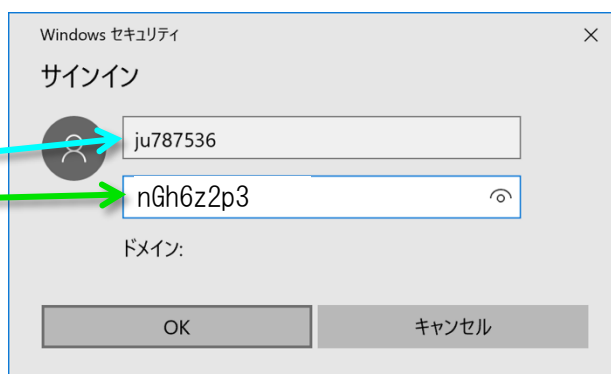 Windows セキュリティ
サインイン
ju787536
nGh6z2p3
ドメイン:
OK
キャンセル